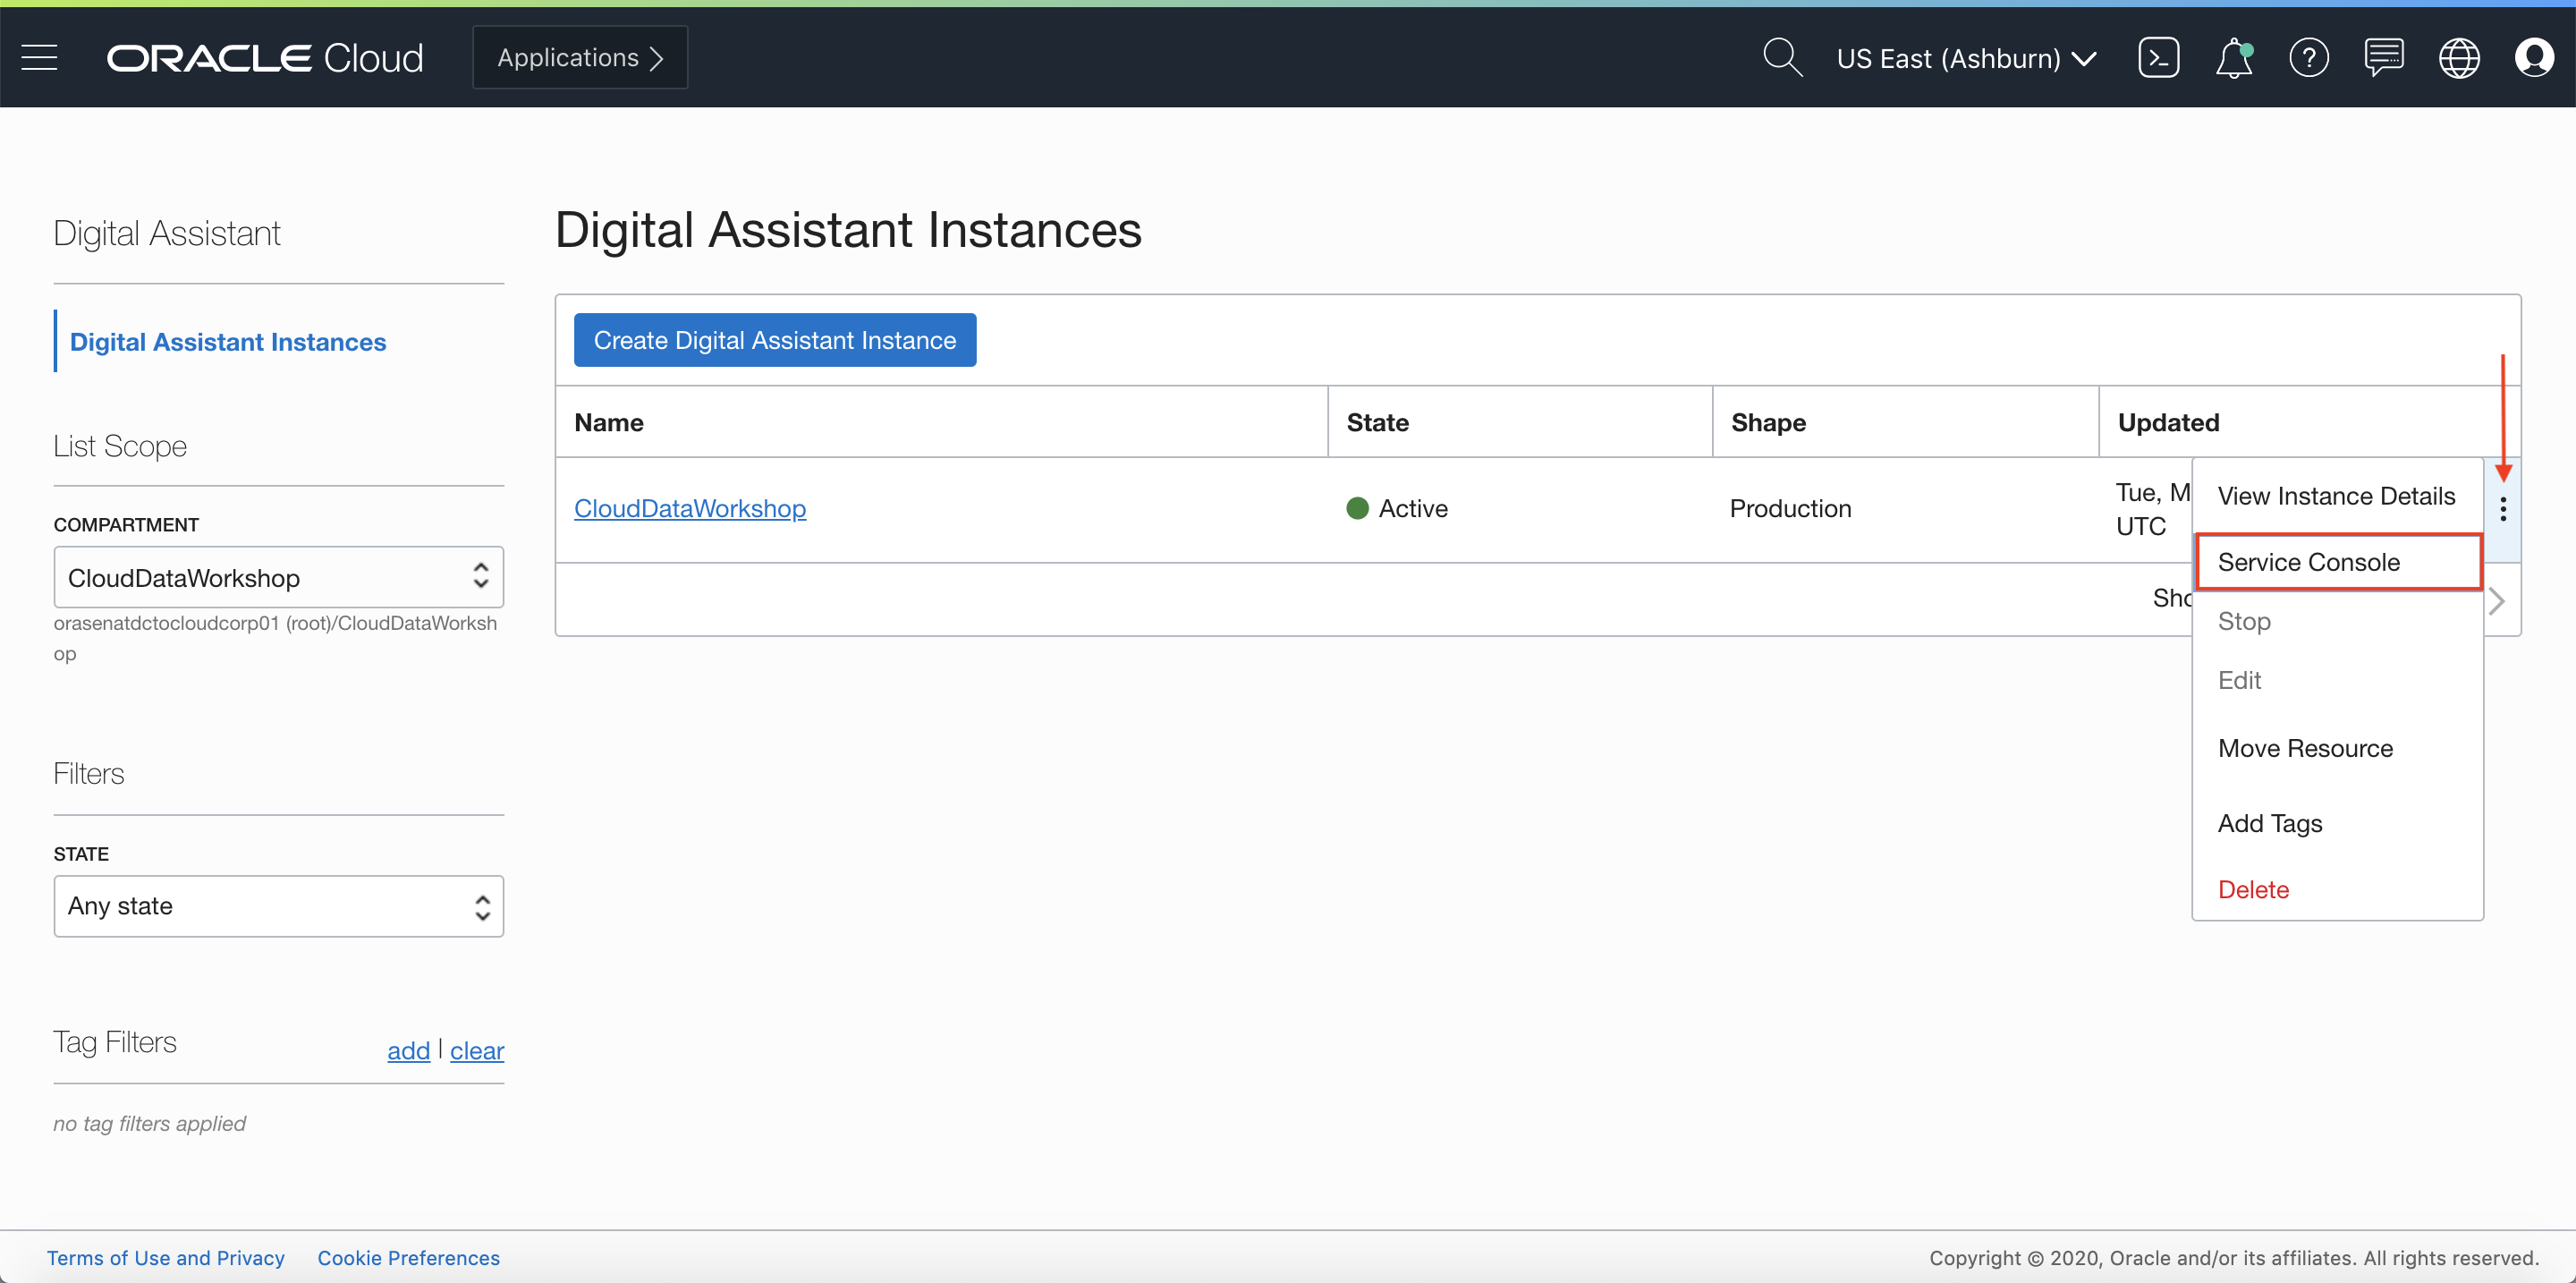 ORACLE Cloud
Applications
US East (Ashburn)
Digital Assistant
Digital Assistant Instances
List Scope
COMPARTMENT
CloudDataWorkshop
orasenatdctocloudcorp01 (root)/CloudDataWorksh
op
Filters
STATE
Any state
Tag Filters
add | clear
no tag filters applied
Digital Assistant Instances
Create Digital Assistant Instance
Name State Shape Updated
CloudDataWorkshop Active Production Tue, M
UTC
View Instance Details
Service Console
Stop
Edit
Move Resource
Add Tags
Delete
Terms of Use and Privacy Cookie Preferences
Copyright © 2020, Oracle and/or its affiliates. All rights reserved.